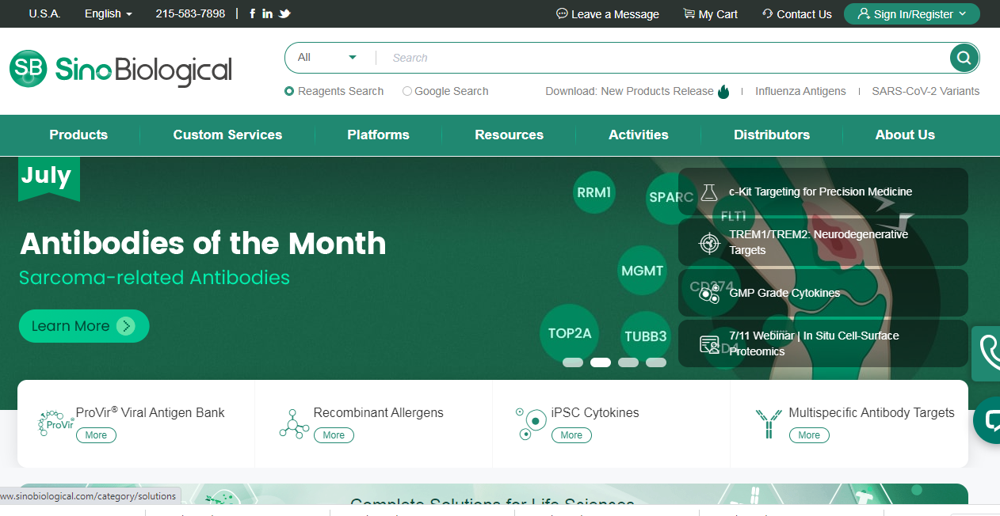 U.S.A. English 215-583-7898 | f in Leave a Message My Cart Contact Us Sign In/Register
SB SinoBiological
All Search
Reagents Search Google Search Download: New Products Release | Influenza Antigens | SARS-CoV-2 Variants
Products Custom Services Platforms Resources Activities Distributors About Us
July
Antibodies of the Month
Sarcoma-related Antibodies
Learn More
RRM1
SPARC
FLT1
MGMT
CD274
TOP2A
TUBB3
c-Kit Targeting for Precision Medicine
TREM1/TREM2: Neurodegenerative
Targets
GMP Grade Cytokines
7/11 Webinar | In Situ Cell-Surface
Proteomics
ProVir
ProVir® Viral Antigen Bank
More
Recombinant Allergens
More
iPSC Cytokines
More
Multispecific Antibody Targets
More
Complete Solutions for Life Sciences
ww.sinobiological.com/category/solutions